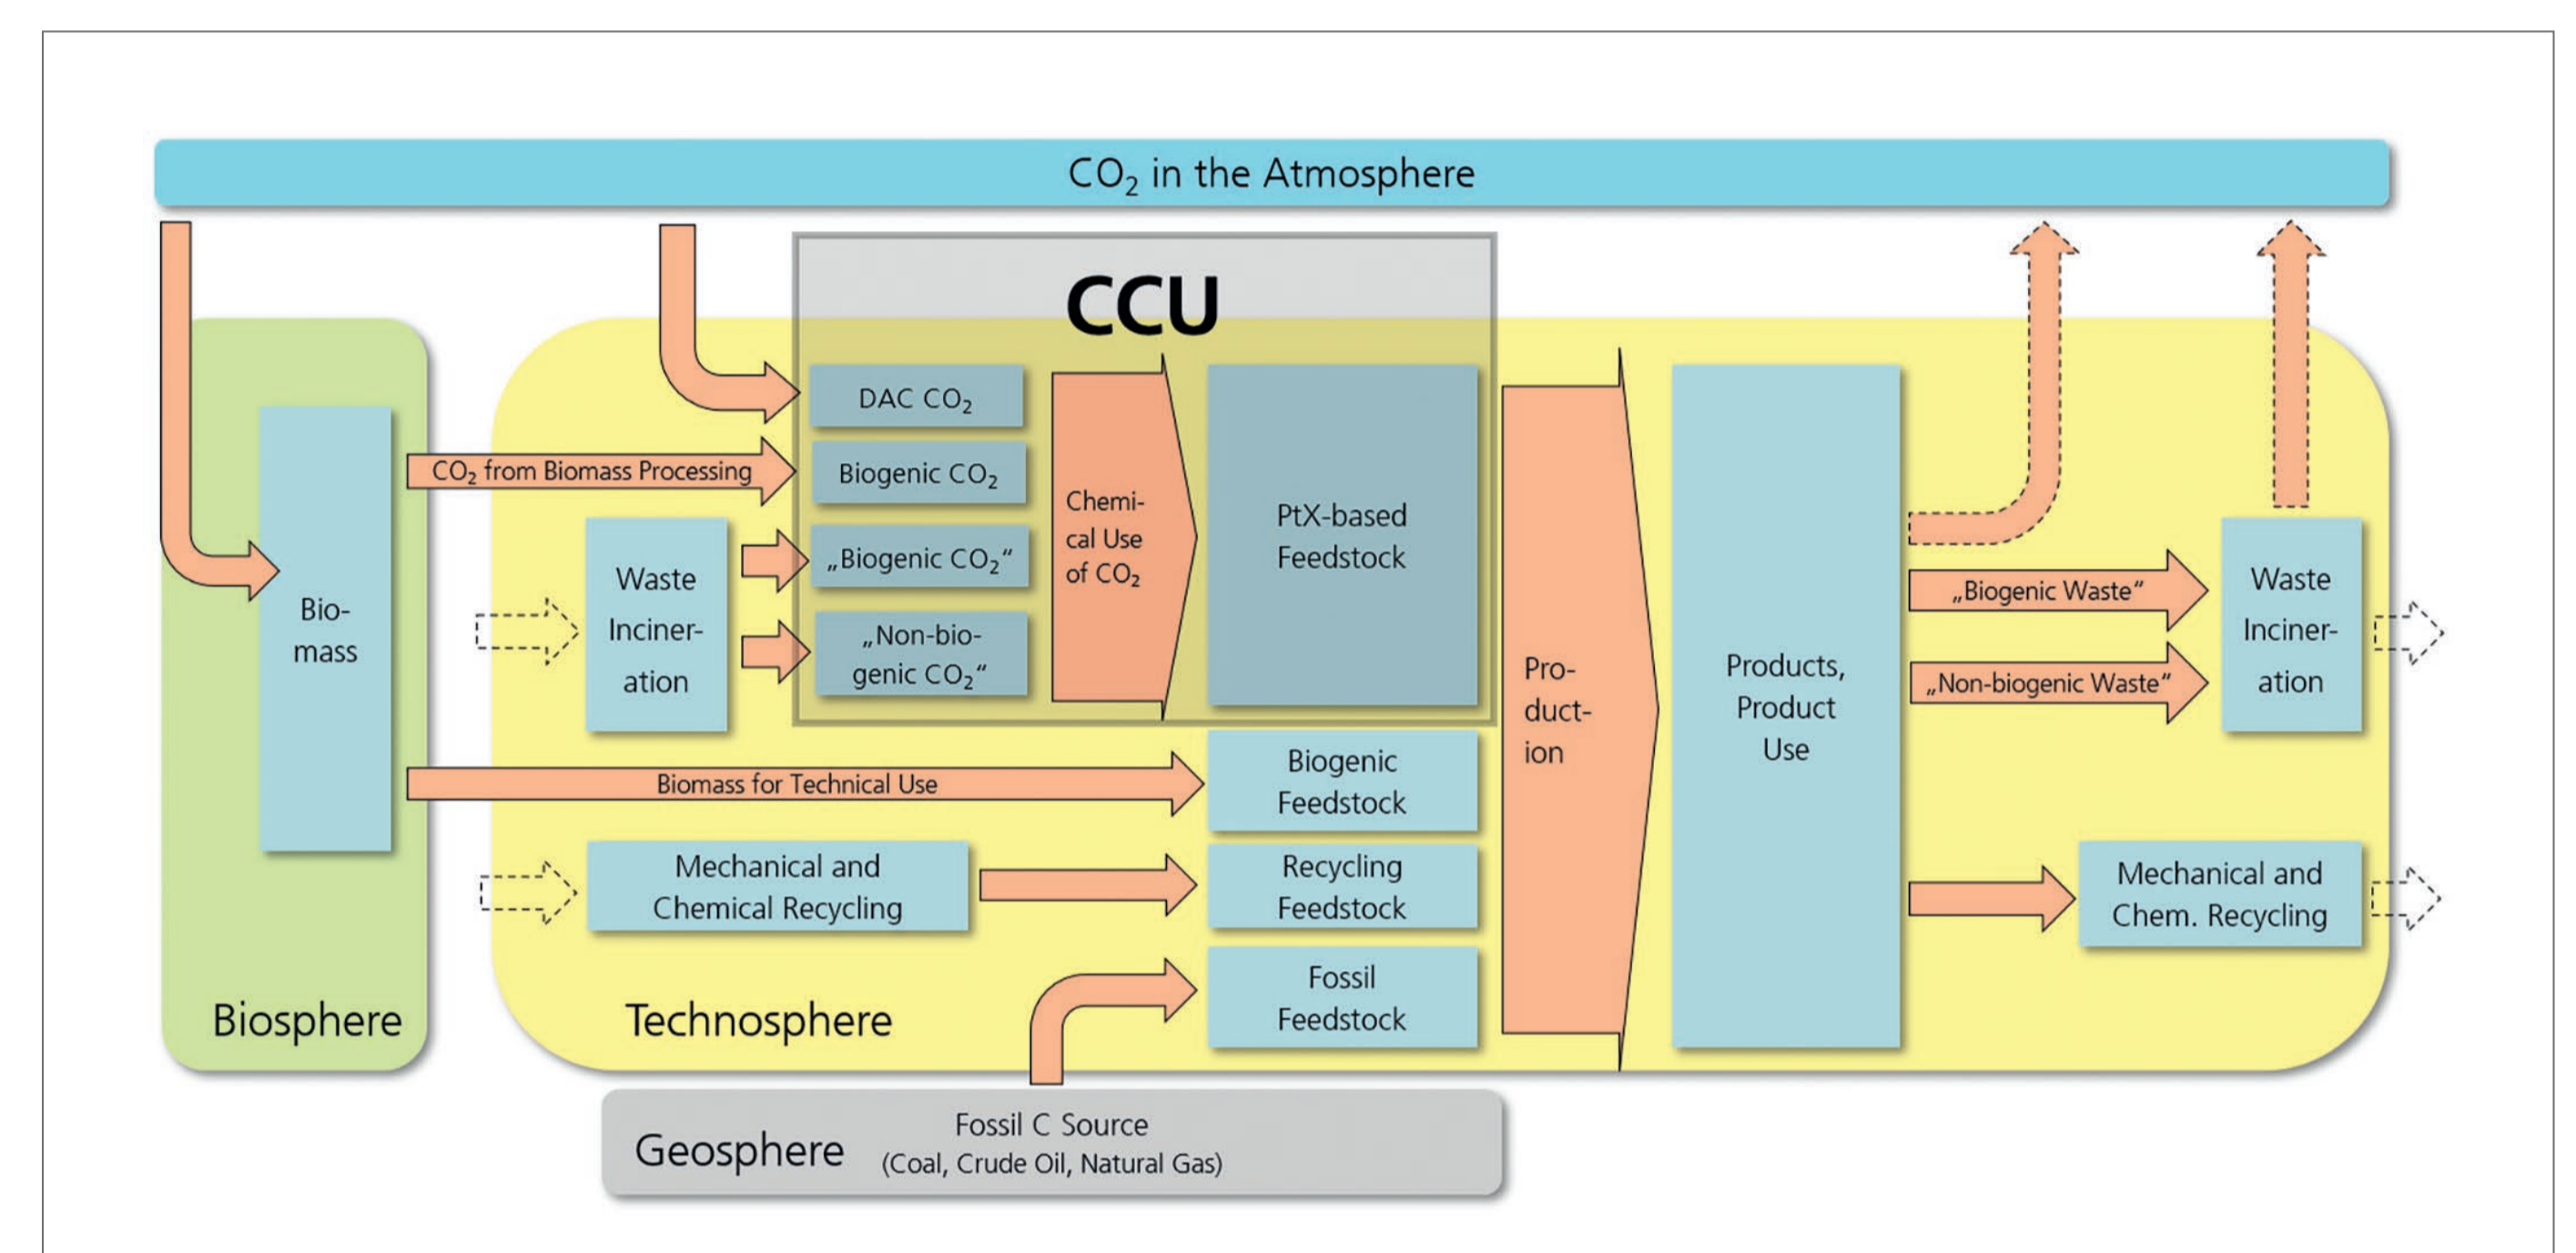 CO₂ in the Atmosphere
CCU
DAC CO₂
CO₂ from Biomass Processing
Biogenic CO₂
„Biogenic CO₂“
„Non-bio-
genic CO₂“
Chemi-
cal Use
of CO₂
PtX-based
Feedstock
Bio-
mass
Waste
Inciner-
ation
Biomass for Technical Use
Biogenic
Feedstock
Mechanical and
Chemical Recycling
Recycling
Feedstock
Fossil
Feedstock
Pro-
duct-
ion
Products,
Product
Use
„Biogenic Waste“
„Non-biogenic Waste“
Waste
Inciner-
ation
Mechanical and
Chem. Recycling
Biosphere
Technosphere
Geosphere
Fossil C Source
(Coal, Crude Oil, Natural Gas)